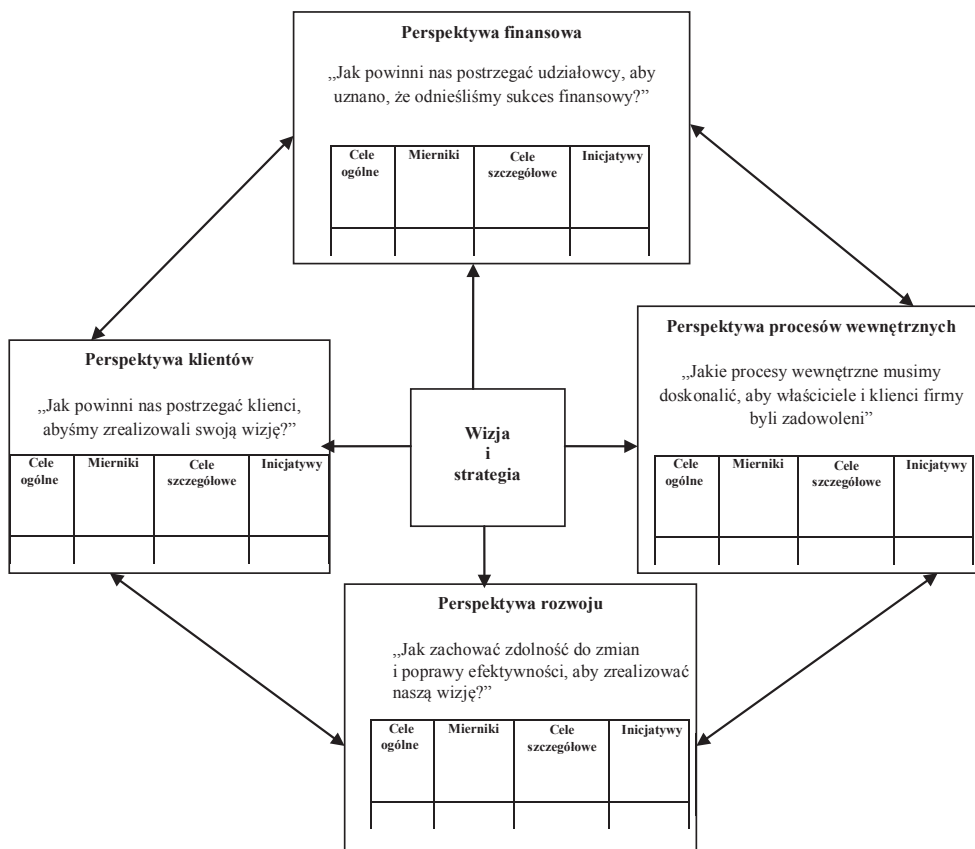 Perspektywa finansowa
„Jak powinni nas postrzegać udziałowcy, aby
uznano, że odnieśliśmy sukces finansowy?”
Cele
ogólne
Mierniki
Cele
szczegółowe
Inicjatywy
Perspektywa klientów
„Jak powinni nas postrzegać klienci,
abyśmy zrealizowali swoją wizję?”
Cele
ogólne
Mierniki
Cele
szczegółowe
Inicjatywy
Wizja
i
strategia
Perspektywa procesów wewnętrznych
„Jakie procesy wewnętrzne musimy
doskonalić, aby właściciele i klienci firmy
byli zadowoleni”
Cele
ogólne
Mierniki
Cele
szczegółowe
Inicjatywy
Perspektywa rozwoju
„Jak zachować zdolność do zmian
i poprawy efektywności, aby zrealizować
naszą wizję?”
Cele
ogólne
Mierniki
Cele
szczegółowe
Inicjatywy